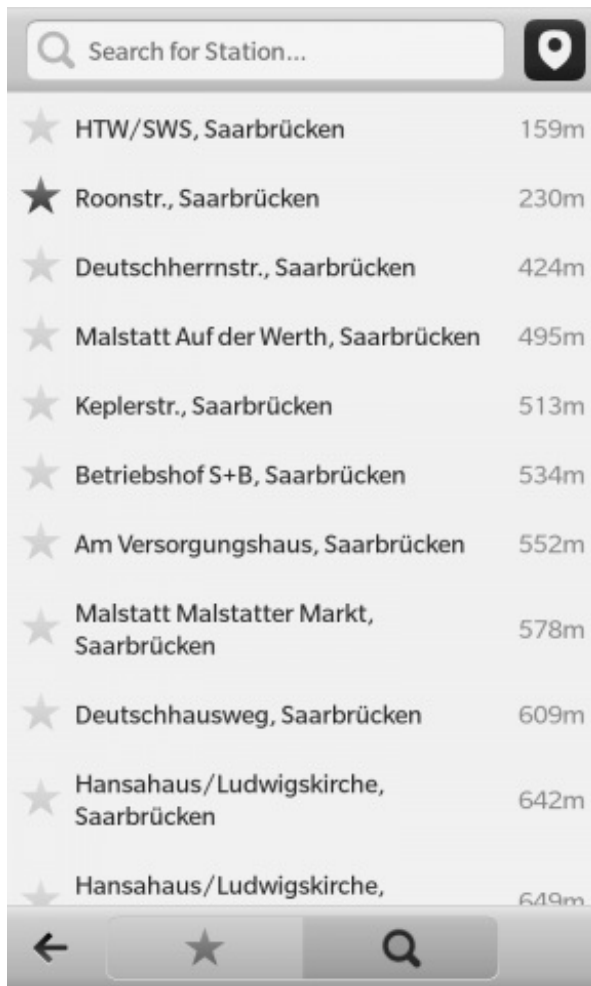 Search for Station...
HTW/SWS, Saarbrücken 159m
Roonstr., Saarbrücken 230m
Deutschherrnstr., Saarbrücken 424m
Malstatt Auf der Werth, Saarbrücken 495m
Keplerstr., Saarbrücken 513m
Betriebshof S+B, Saarbrücken 534m
Am Versorgungshaus, Saarbrücken 552m
Malstatt Malstatter Markt,
Saarbrücken 578m
Deutschhausweg, Saarbrücken 609m
Hansahaus/Ludwigskirche,
Saarbrücken 642m
Hansahaus/Ludwigskirche,
649m